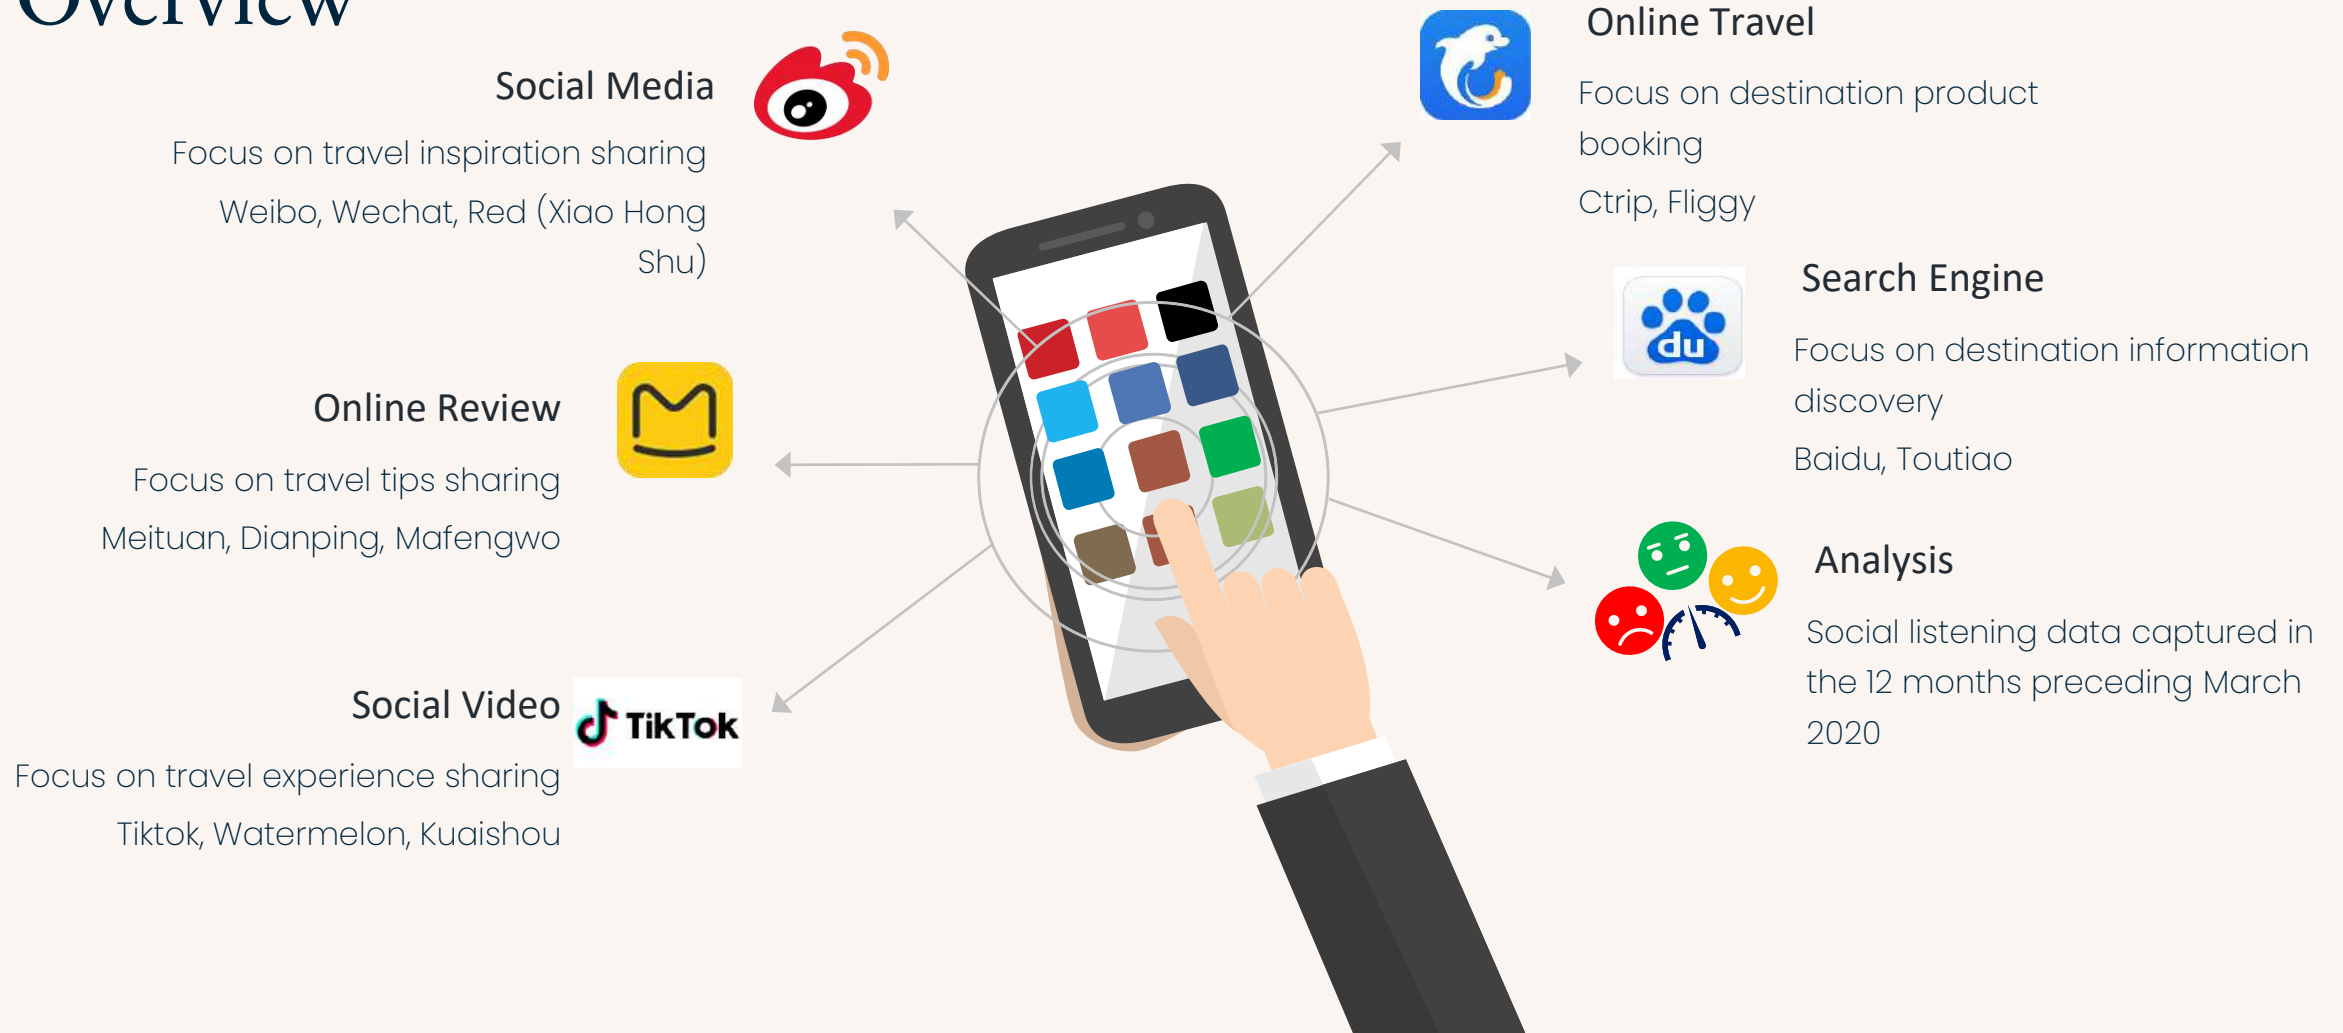 Overview
Social Media
Focus on travel inspiration sharing
Weibo, Wechat, Red (Xiao Hong
Shu)
Online Review
Focus on travel tips sharing
Meituan, Dianping, Mafengwo
Social Video
TikTok
Focus on travel experience sharing
Tiktok, Watermelon, Kuaishou
Online Travel
Focus on destination product
booking
Ctrip, Fliggy
du
Search Engine
Focus on destination information
discovery
Baidu, Toutiao
Analysis
Social listening data captured in
the 12 months preceding March
2020